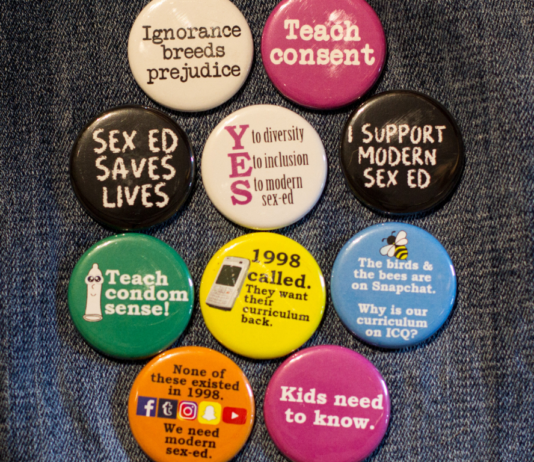 Ignorance
breeds
prejudice
Teach
consent
SEX ED
SAVES
LIVES
YES
to diversity
to inclusion
to modern
sex-ed
I SUPPORT
MODERN
SEX ED
Teach
condom
sense!
1998
called.
They want
their
curriculum
back.
The birds &
the bees are
on Snapchat.
Why is our
curriculum
on ICQ?
None of
these existed
in 1998.
We need
modern
sex-ed.
Kids need
to know.